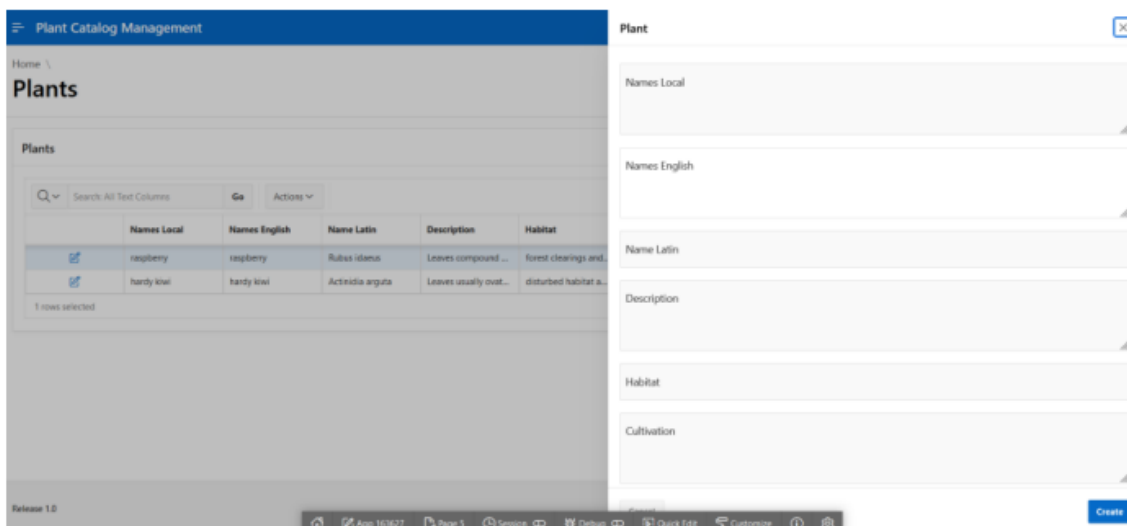 Plant Catalog Management
Home \
Plants
Plants
Search: All Text Columns Go Actions
Names Local Names English Name Latin Description Habitat
raspberry raspberry Rubus idaeus Leaves compound ... forest clearings and...
hardy kiwi hardy kiwi Actinidia arguta Leaves usually ovat... disturbed habitat a...
1 rows selected
Release 1.0
Plant
Names Local
Names English
Name Latin
Description
Habitat
Cultivation
Cancel
Create
App 163627 Page 5 Session Debug Quick Edit Customize